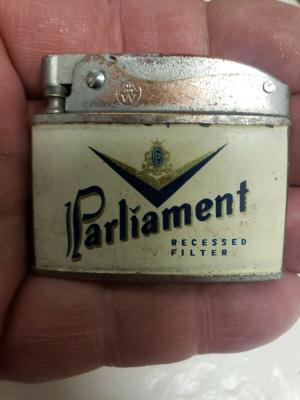 W
Parliament
RECESSED
FILTER